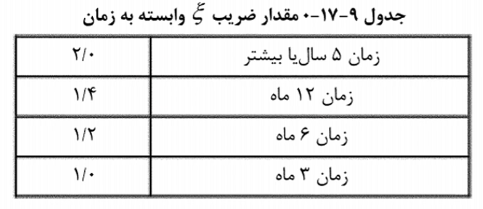 جدول ۹-۱۷-۰ مقدار ضریب ξ وابسته به زمان
زمان ۵ سال‌یا بیشتر ۲/۰
زمان ۱۲ ماه ۱/۴
زمان ۶ ماه ۱/۲
زمان ۳ ماه ۱/۰